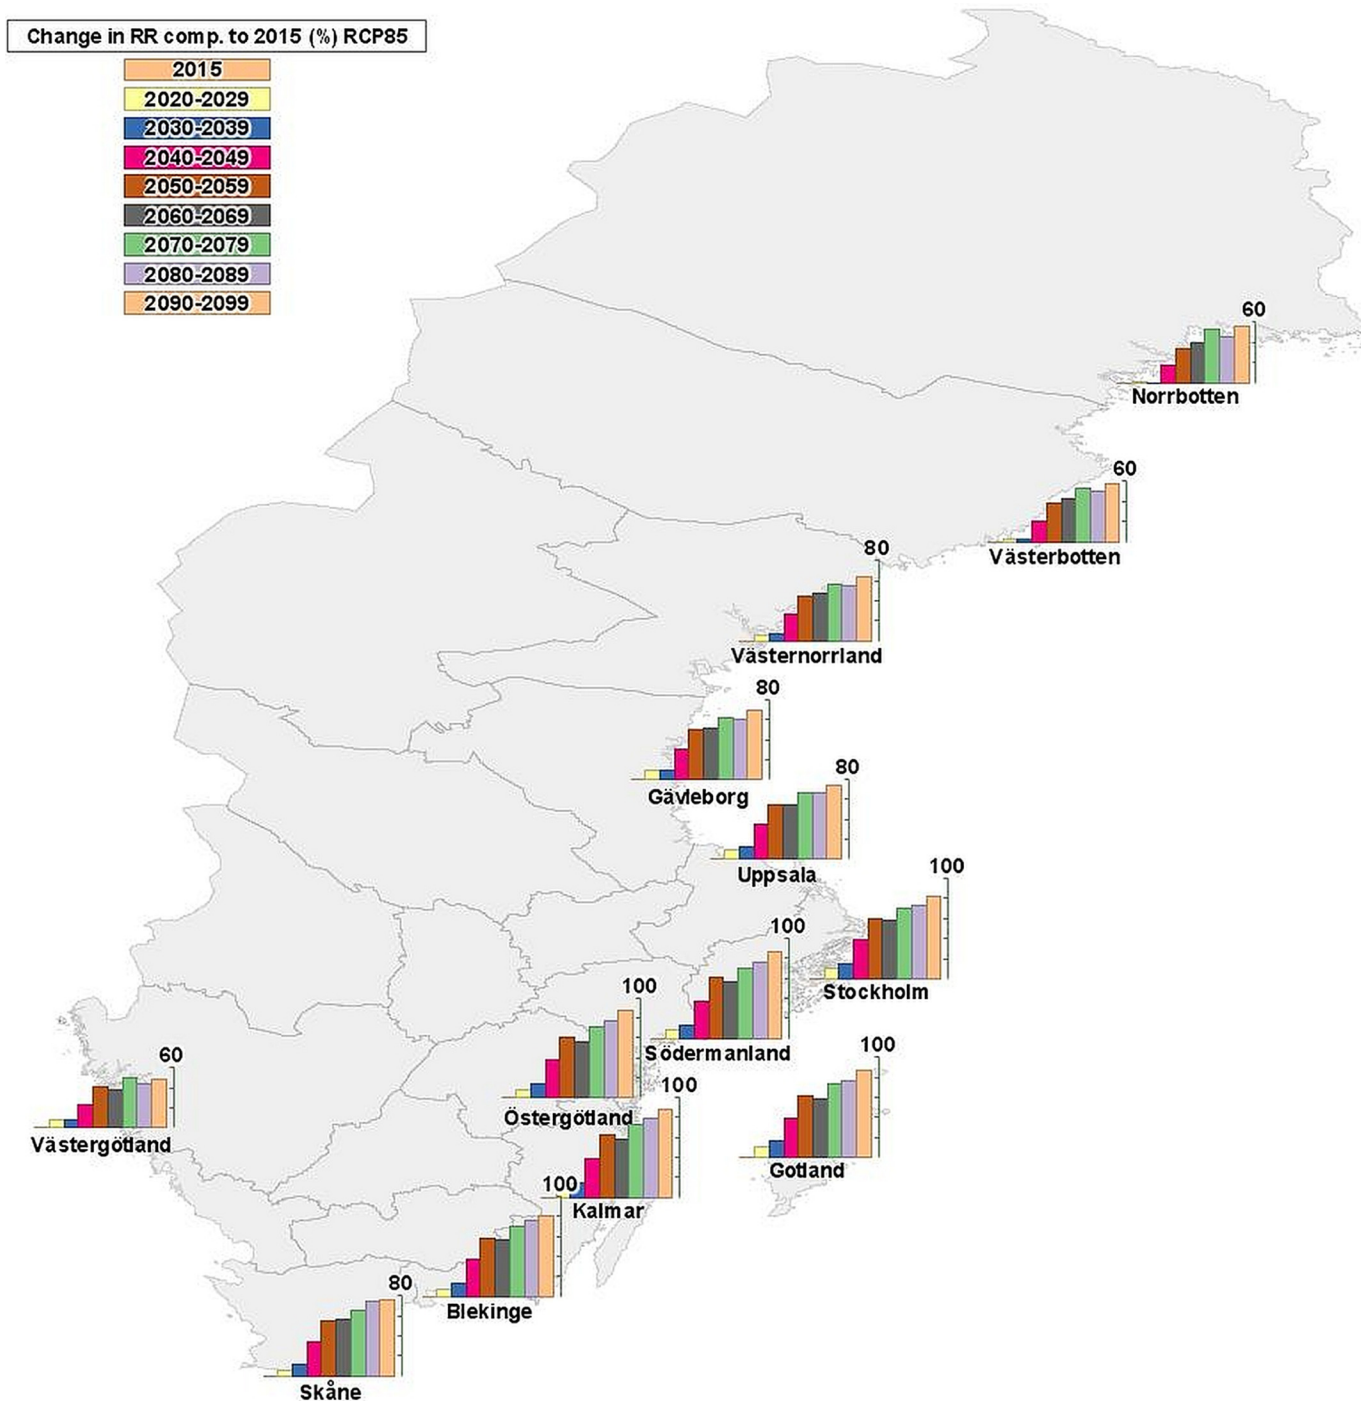 Change in RR comp. to 2015 (%) RCP85
2015
2020-2029
2030-2039
2040-2049
2050-2059
2060-2069
2070-2079
2080-2089
2090-2099
60
Norrbotten
60
Västerbotten
80
Västernorrland
80
Gävleborg
80
Uppsala
100
Stockholm
100
Södermanland
100
Östergötland
60
Västergötland
100
Gotland
100
Kalmar
100
Blekinge
80
Skåne